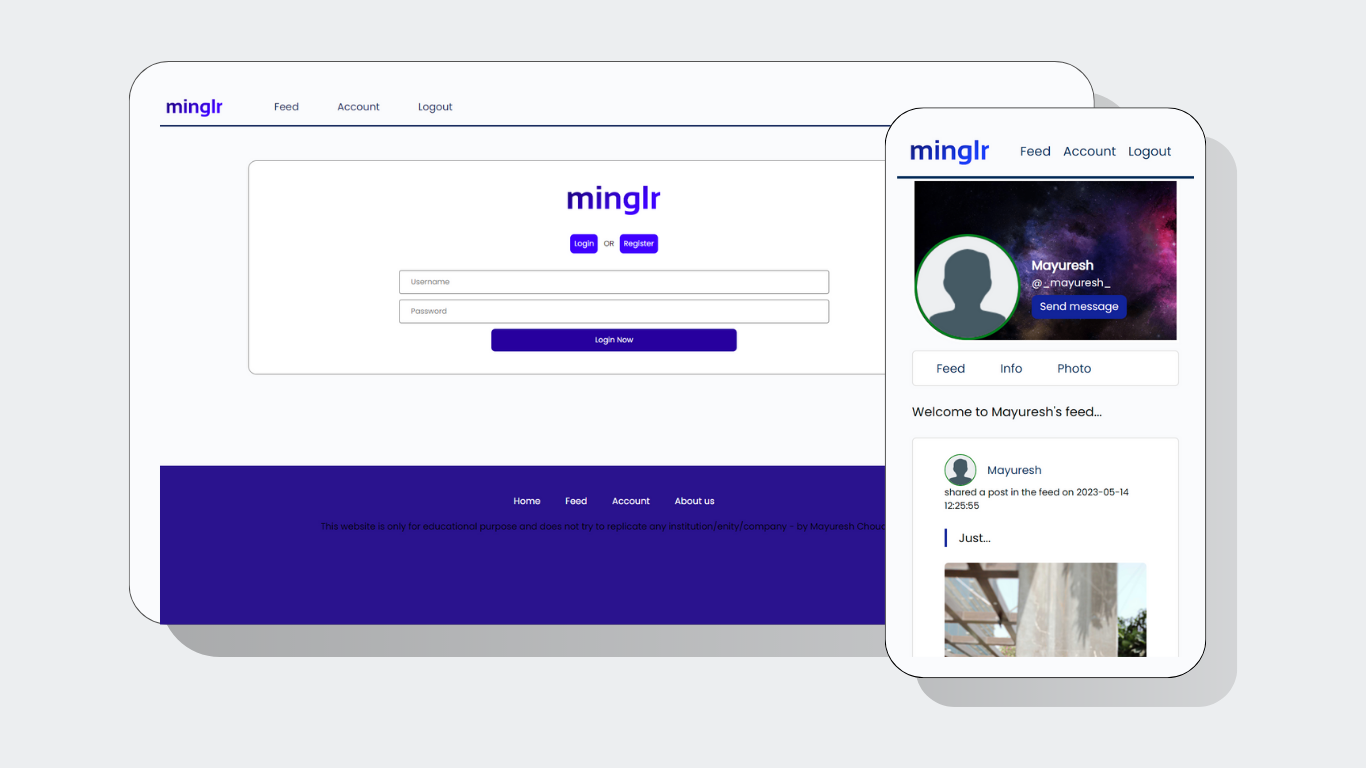 minglr Feed Account Logout
minglr
Login OR Register
Username
Password
Login Now
Home Feed Account About us
This website is only for educational purpose and does not try to replicate any institution/enity/company - by Mayuresh
minglr Feed Account Logout
Mayuresh
@_mayuresh_
Send message
Feed Info Photo
Welcome to Mayuresh's feed...
Mayuresh
shared a post in the feed on 2023-05-14
12:25:55
Just...